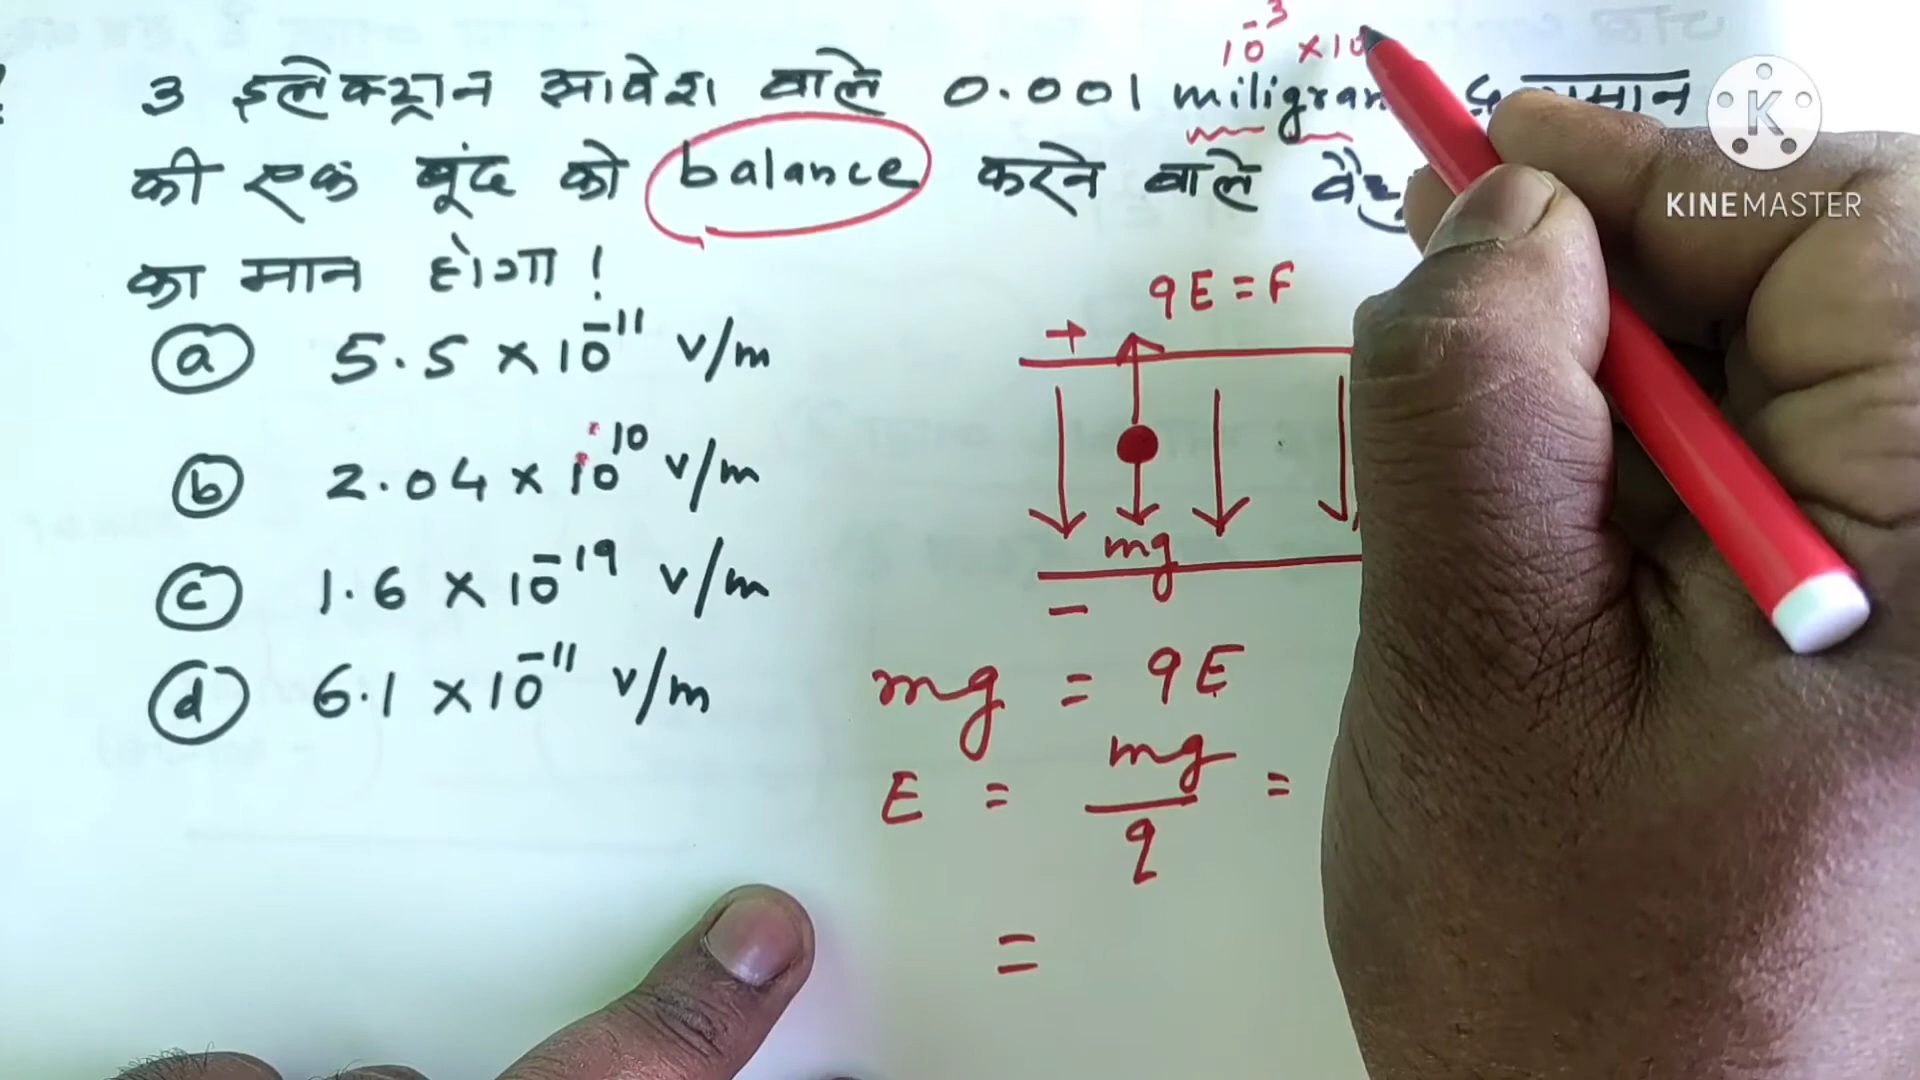 10⁻³ × 10
3 इलेक्ट्रान आवेश वाले 0.001 miligram
की एक बूंद को balance करने वाले
का मान होगा !
ⓐ 5.5 × 10⁻¹¹ v/m
ⓑ 2.04 × 10¹⁰ v/m
ⓒ 1.6 × 10⁻¹⁹ v/m
ⓓ 6.1 × 10⁻¹¹ v/m
qE = F
+
mg
−
mg = qE
E = mg/q =
=
K
KINEMASTER